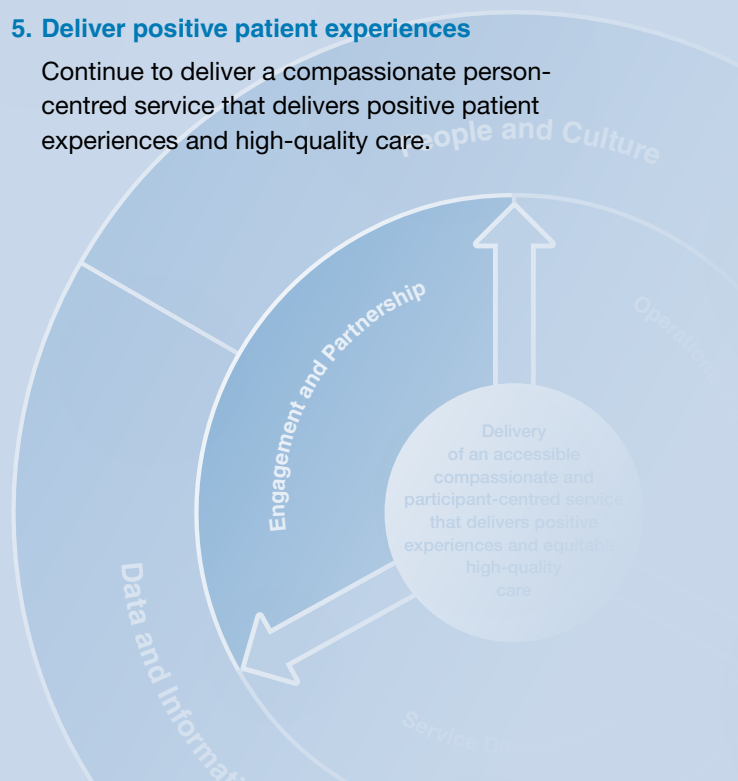 5. Deliver positive patient experiences
Continue to deliver a compassionate person-
centred service that delivers positive patient
experiences and high-quality care.
People and Culture
Engagement and Partnership
Operations
Delivery
of an accessible
compassionate and
participant-centred service
that delivers positive
experiences and equitable
high-quality
care
Data and Informati
Service